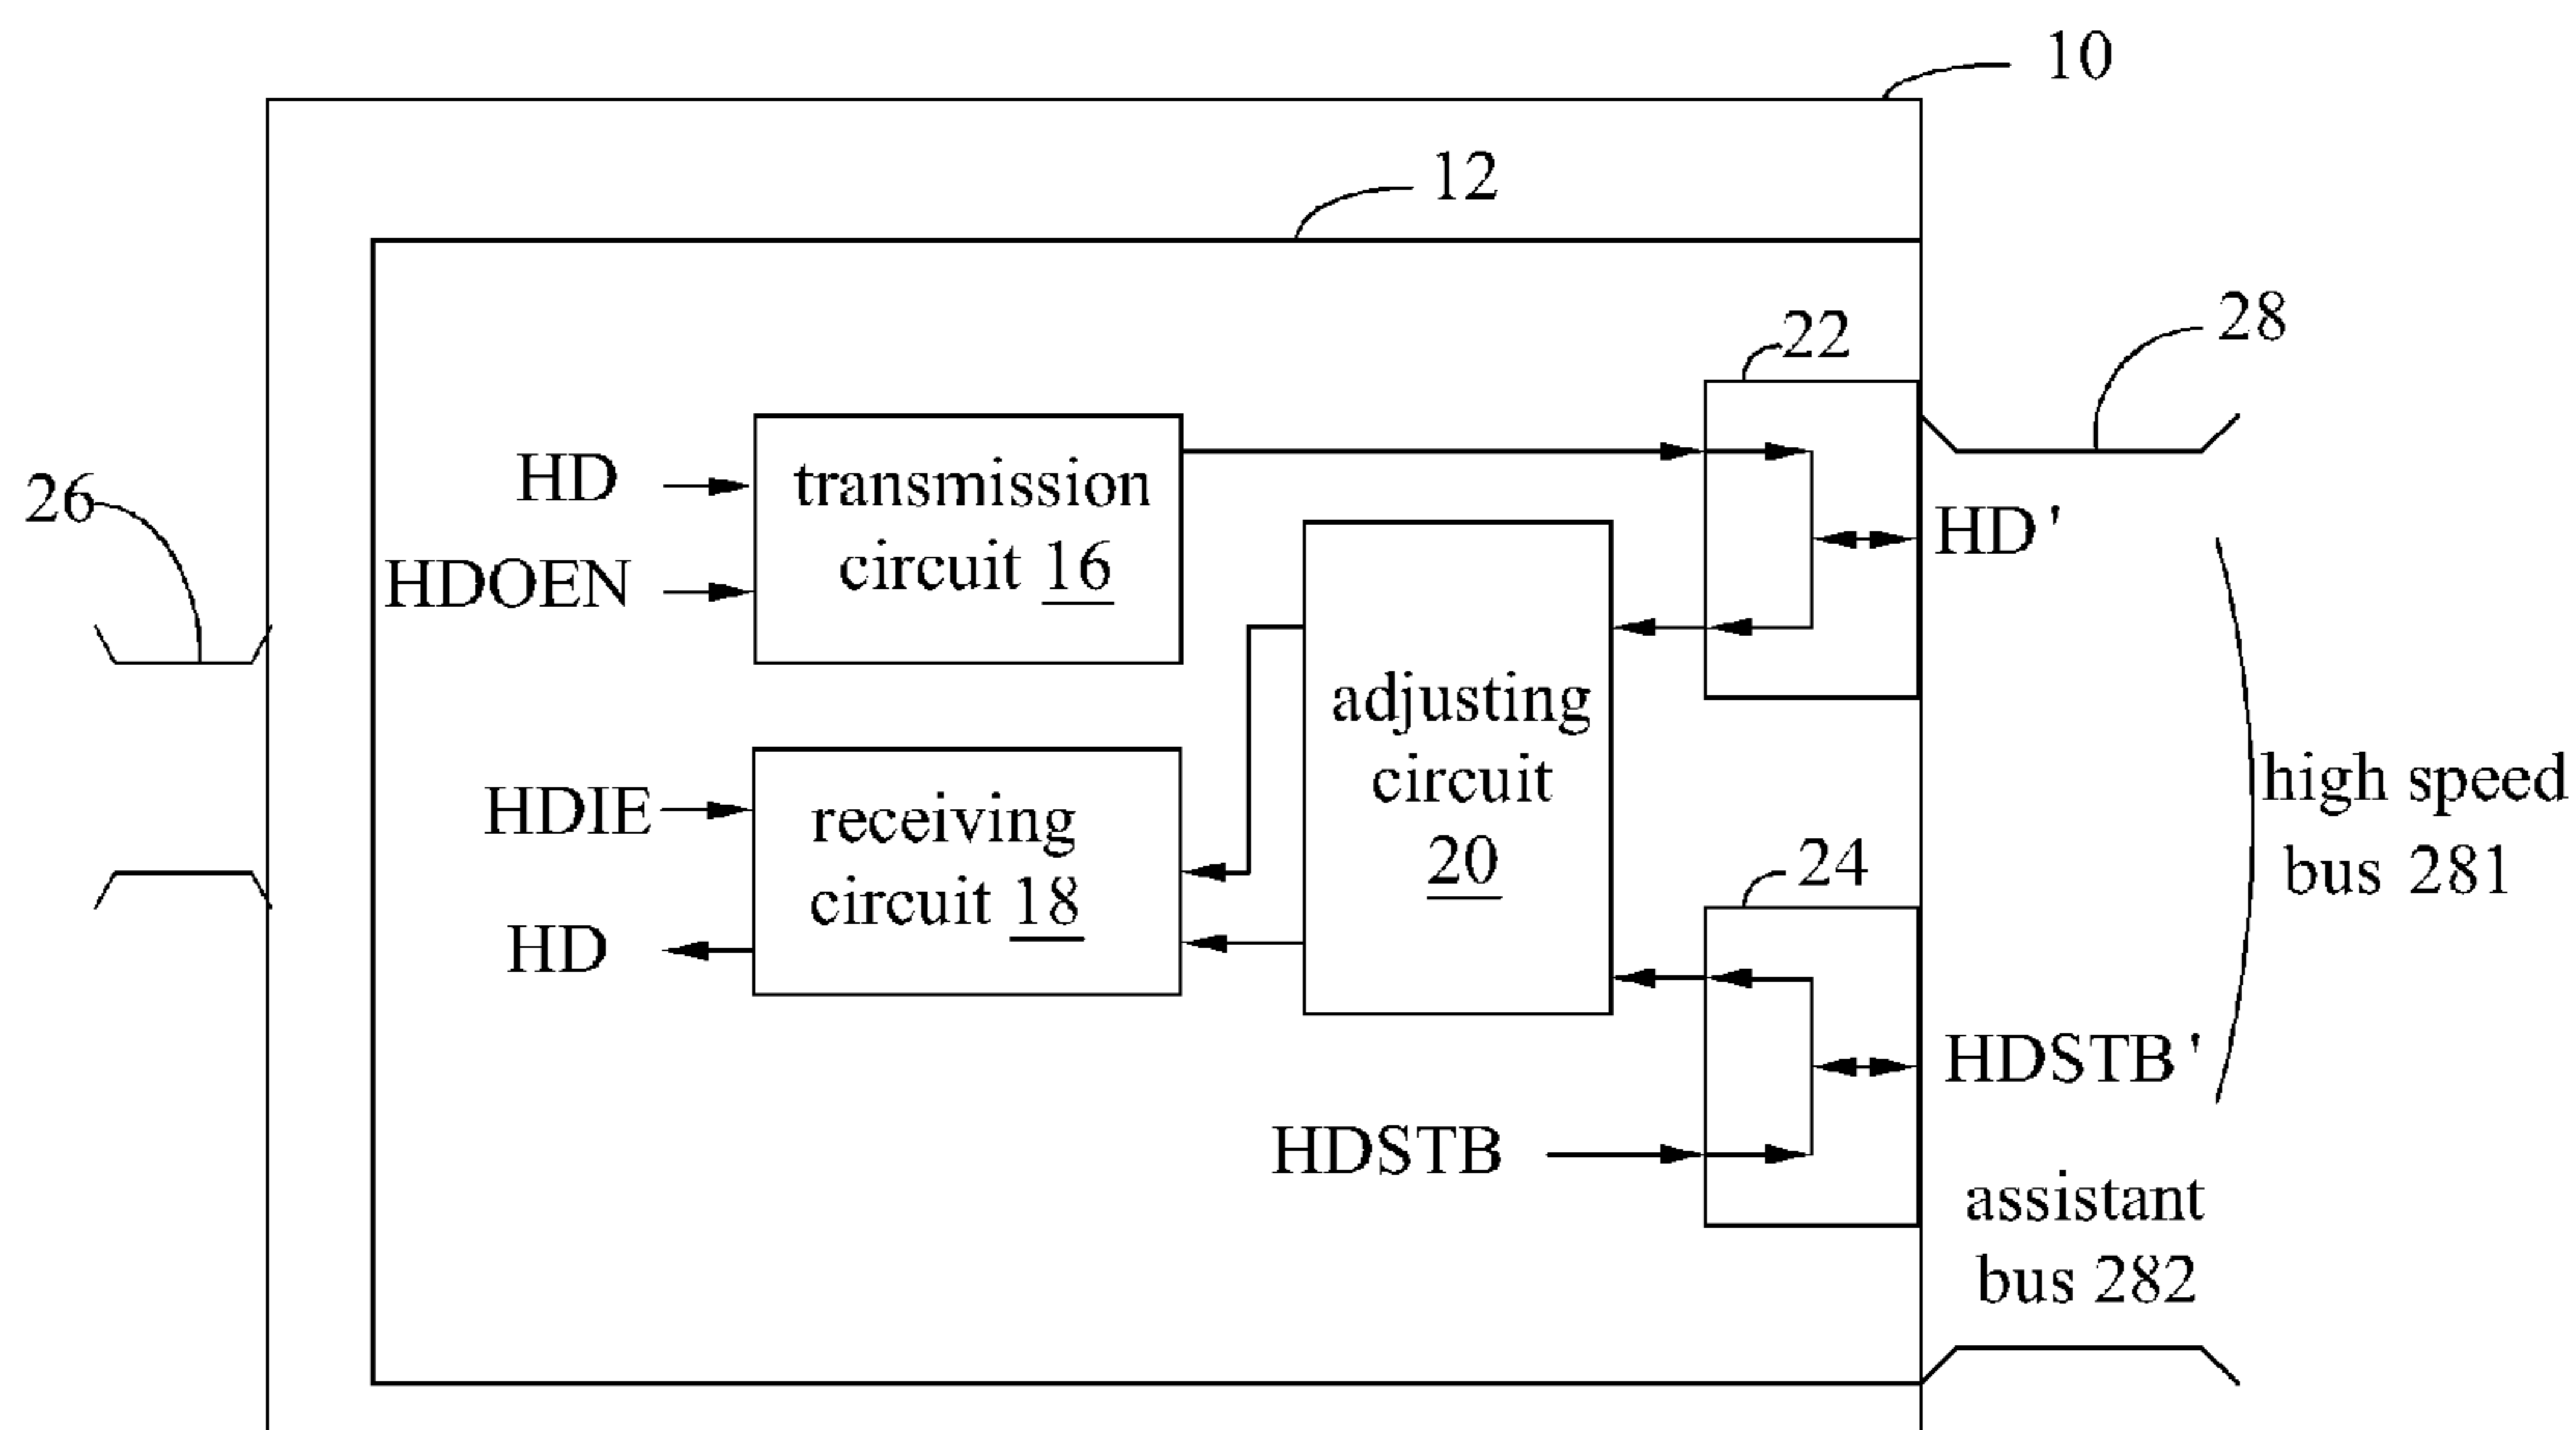 10
12
28
22
26
HD
HDOEN
transmission
circuit 16
HD'
adjusting
circuit
20
HDIE
HD
receiving
circuit 18
high speed
bus 281
24
HDSTB'
HDSTB
assistant
bus 282